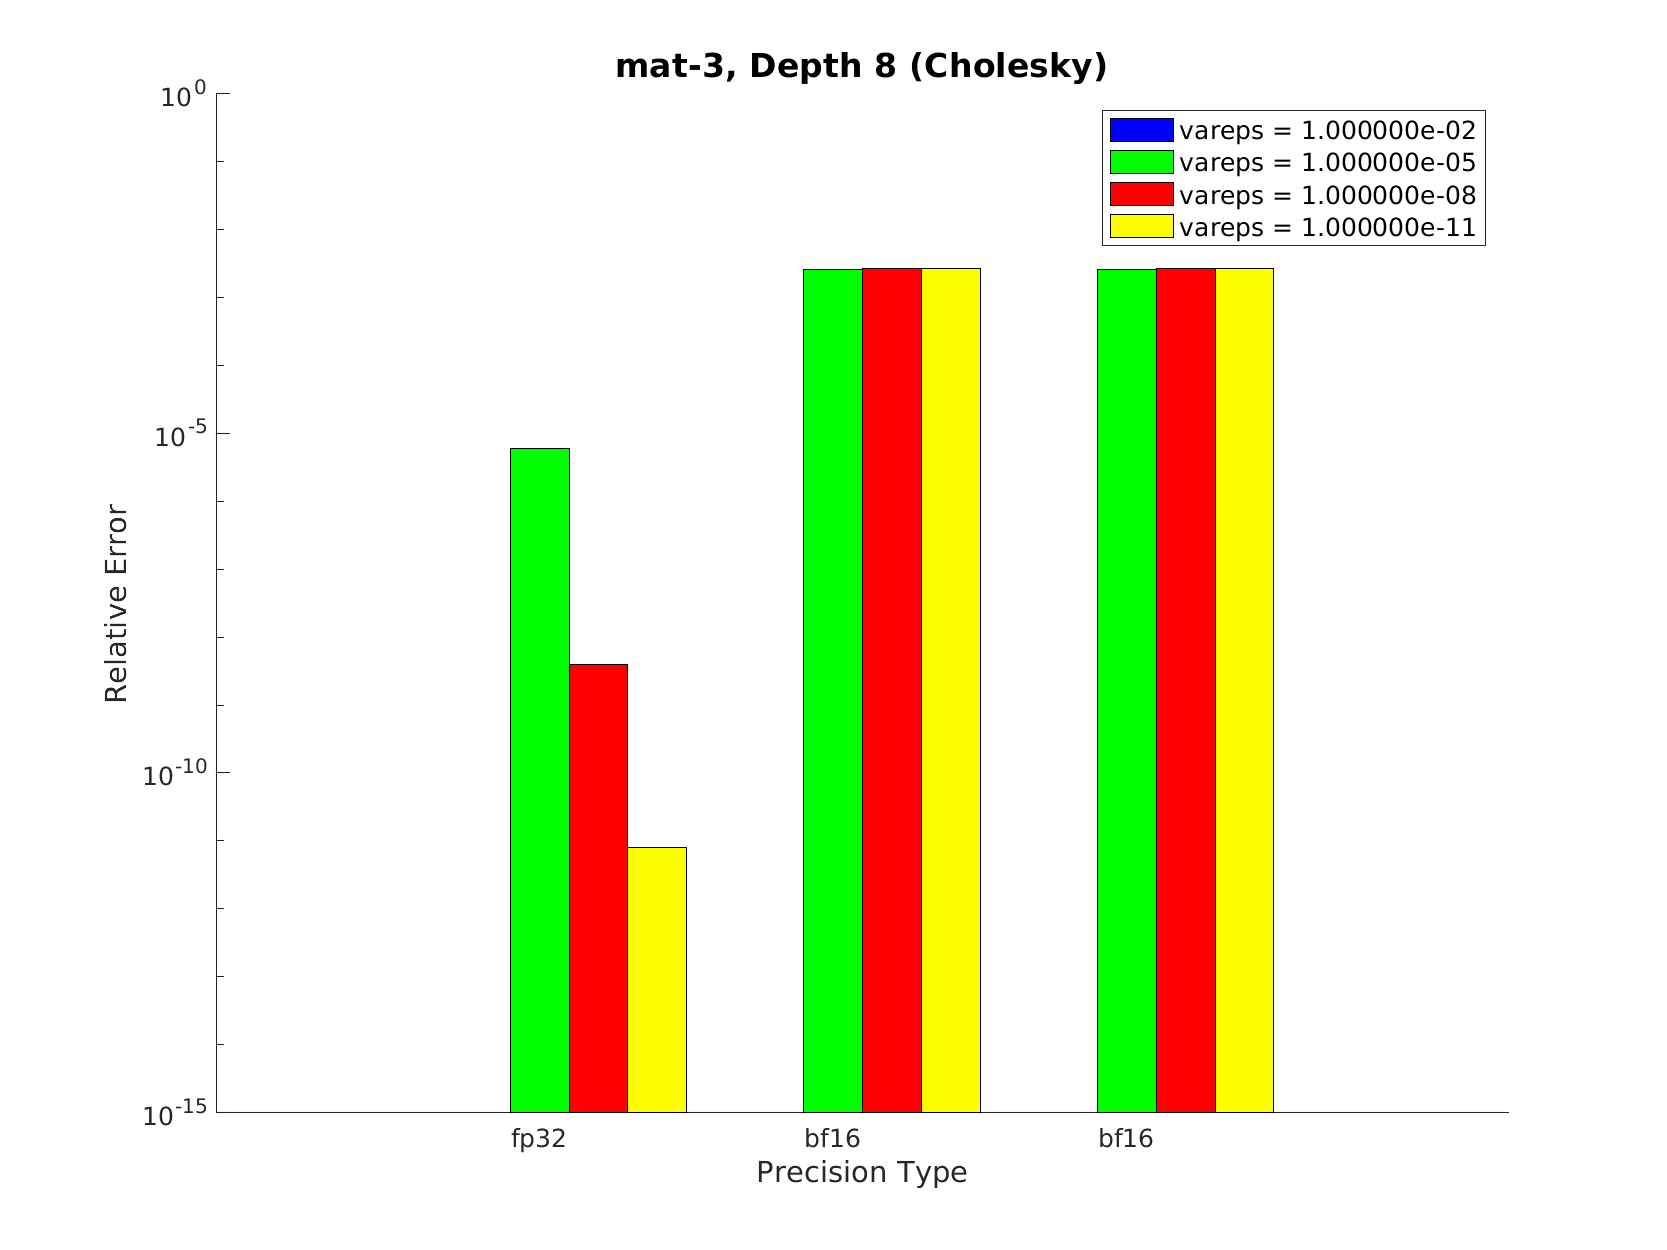 mat-3, Depth 8 (Cholesky)
10^0
vareps = 1.000000e-02
vareps = 1.000000e-05
vareps = 1.000000e-08
vareps = 1.000000e-11
10^-5
Relative Error
10^-10
10^-15
fp32 bf16 bf16
Precision Type